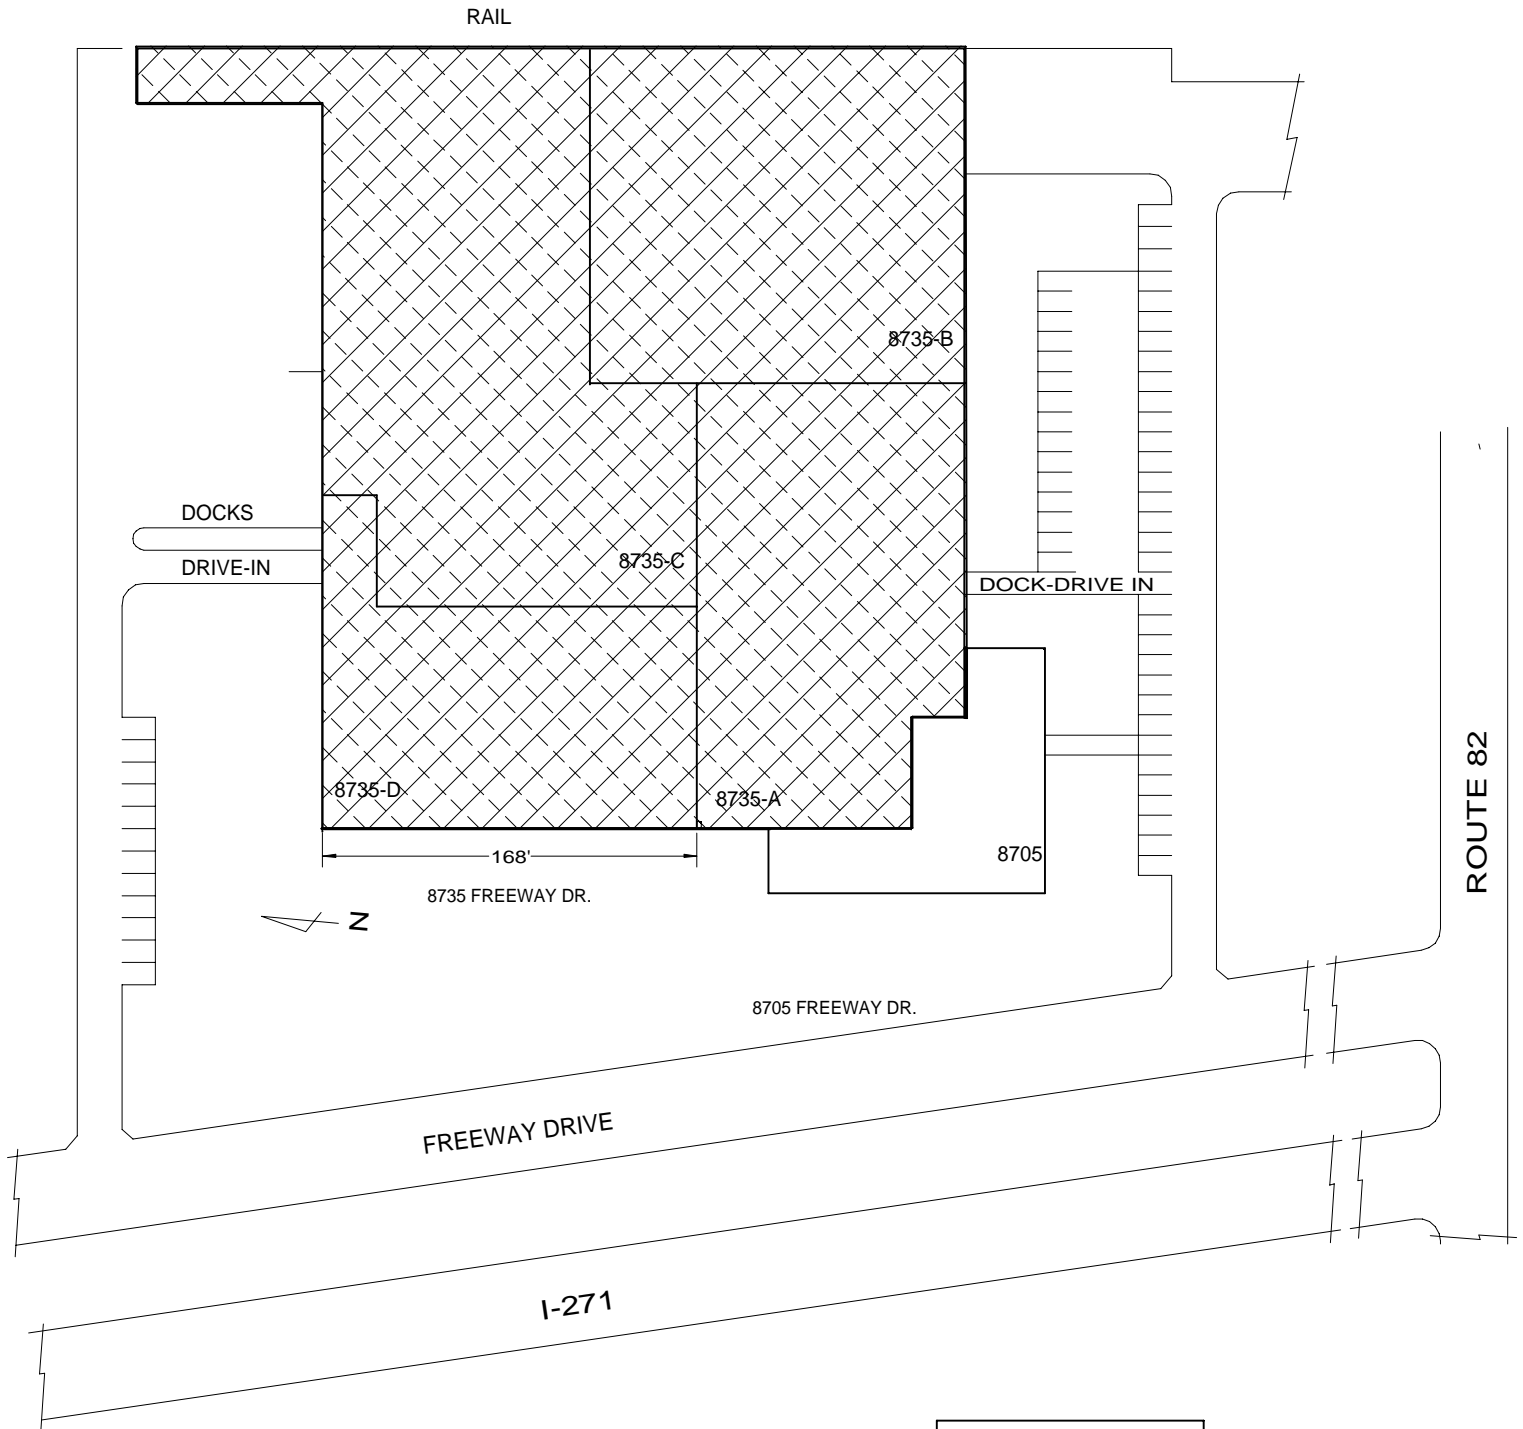 RAIL
8735-B
DOCKS
8735-C
DRIVE-IN
DOCK-DRIVE IN
8735-D
8735-A
168'
8705
8735 FREEWAY DR.
N
ROUTE 82
8705 FREEWAY DR.
FREEWAY DRIVE
I-271